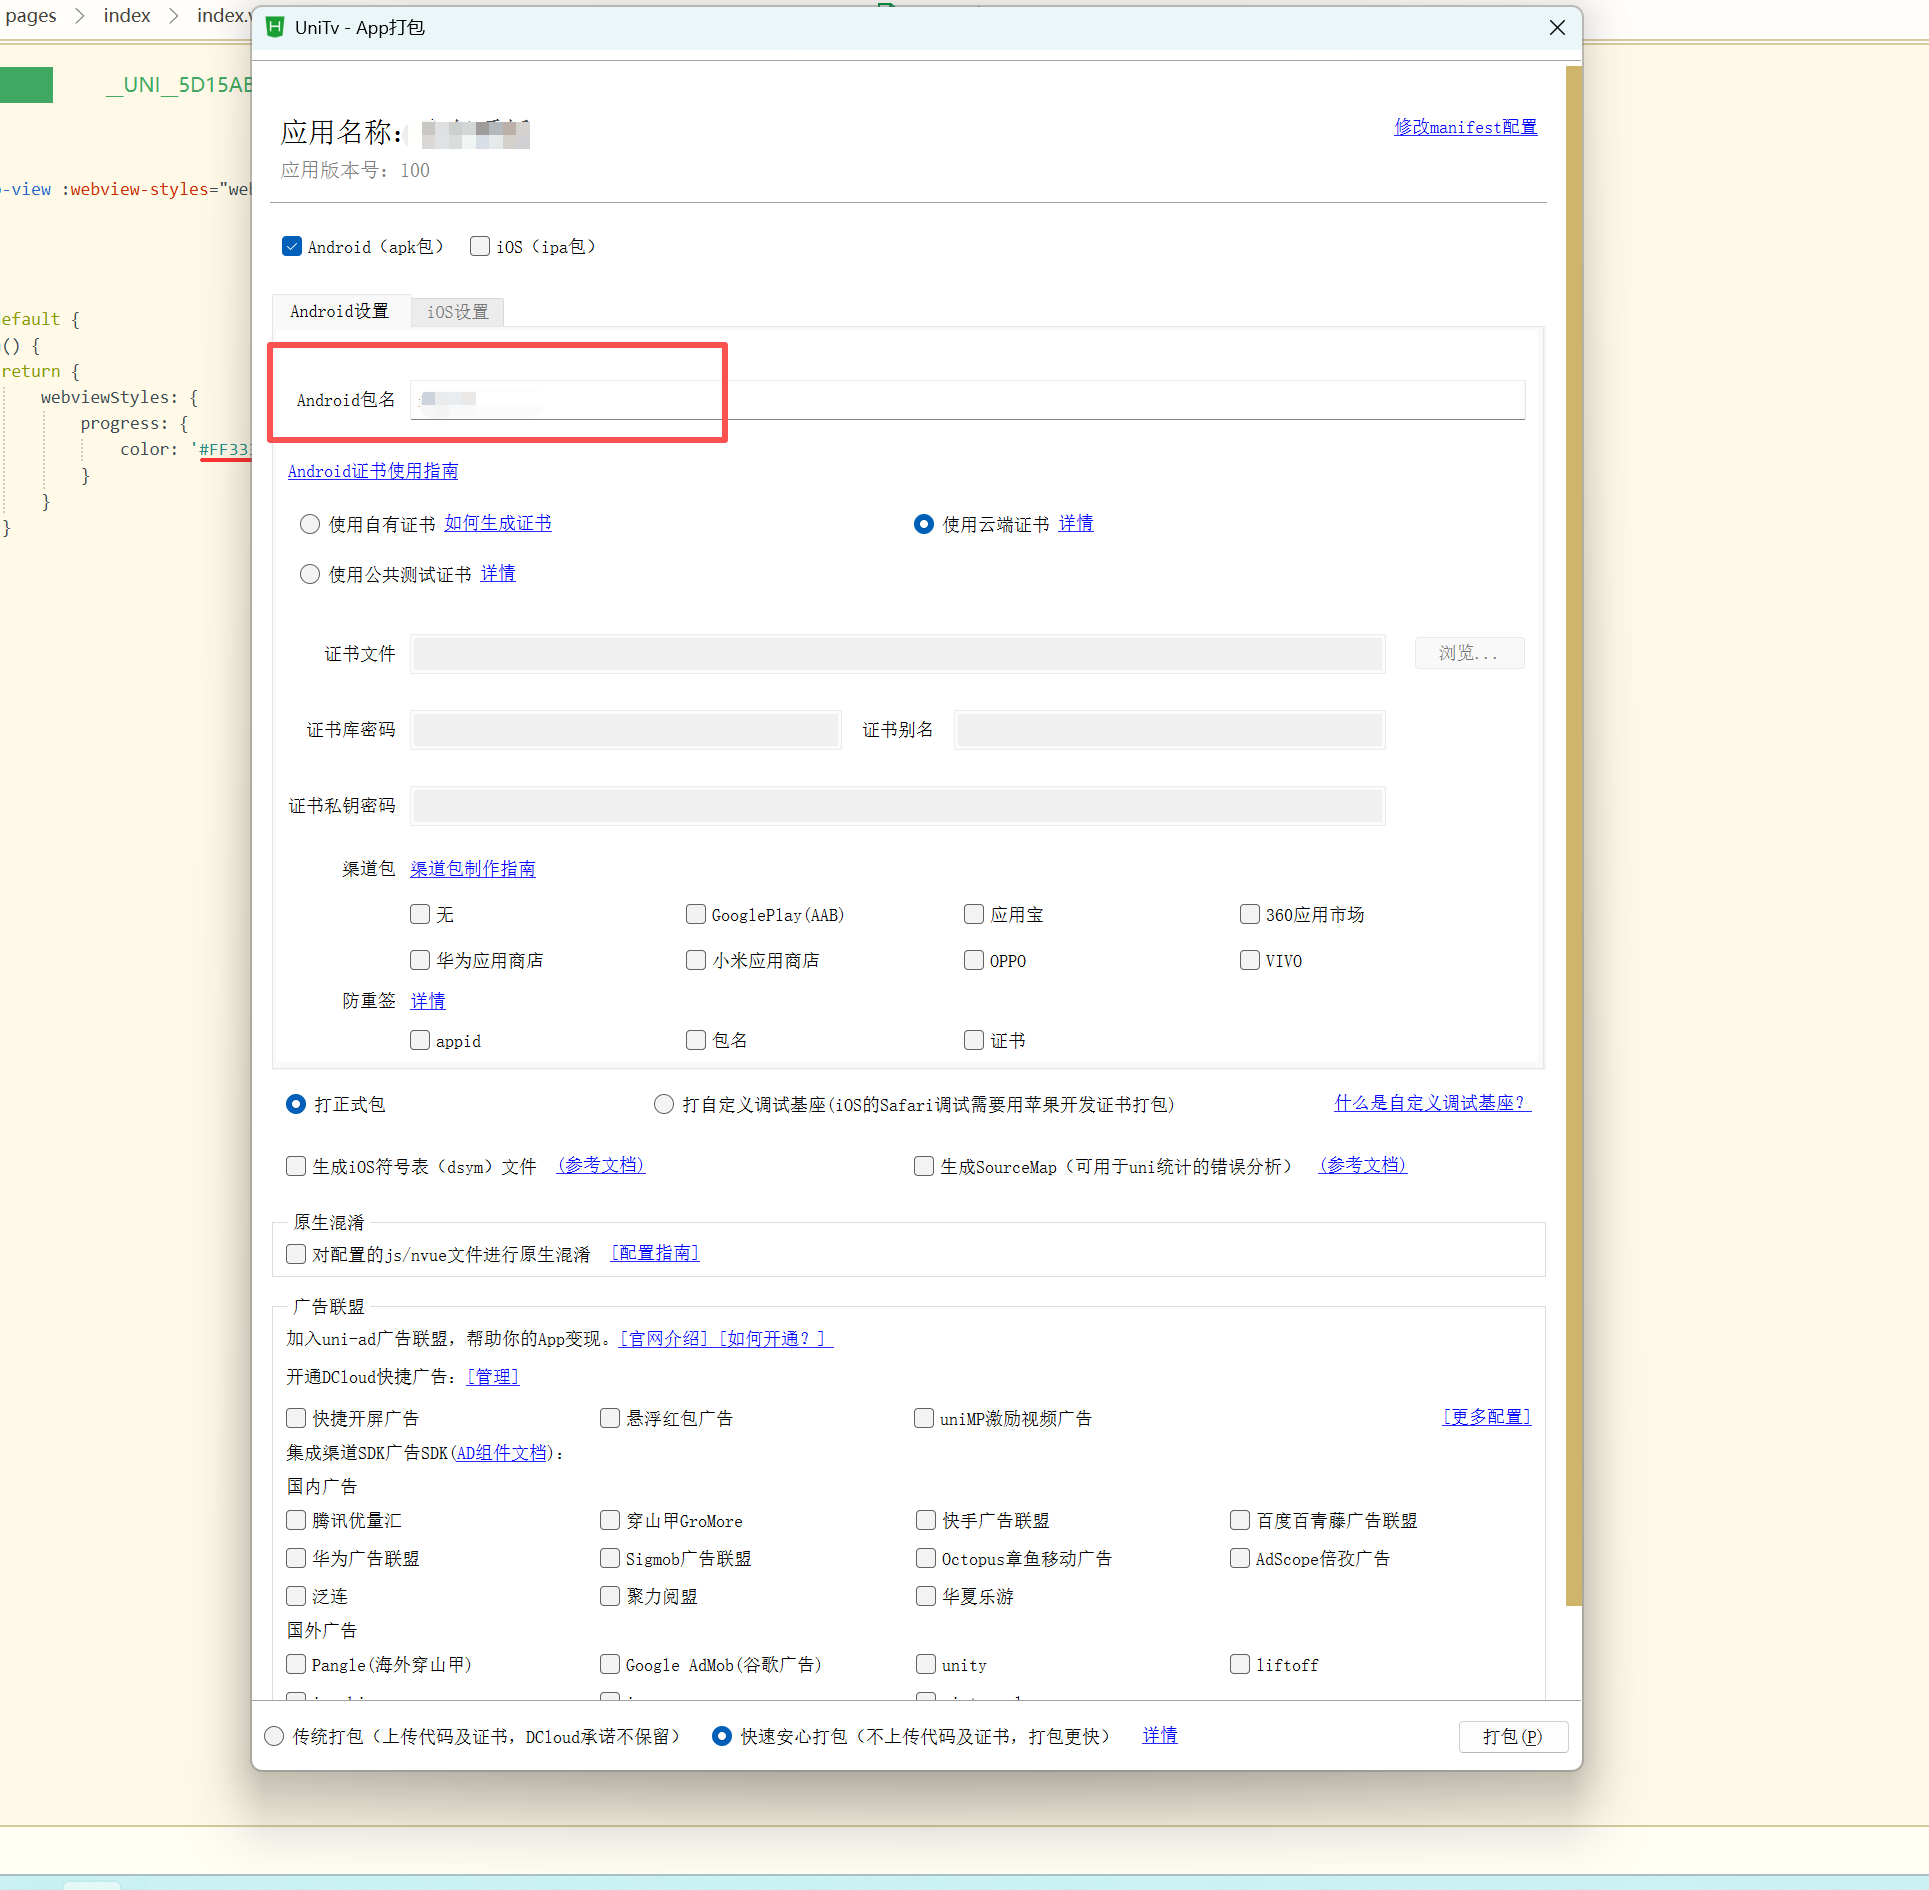 pages > index > index.v
UniTv - App打包
__UNI__5D15AB
应用名称：
修改manifest配置
应用版本号：100
-view :webview-styles="wel
Android（apk包）
iOS（ipa包）
Android设置
iOS设置
efault {
() {
return {
webviewStyles: {
progress: {
color: '#FF333
}
}
}
Android包名
Android证书使用指南
使用自有证书 如何生成证书
使用云端证书 详情
使用公共测试证书 详情
证书文件
浏览...
证书库密码
证书别名
证书私钥密码
渠道包 渠道包制作指南
无
GooglePlay(AAB)
应用宝
360应用市场
华为应用商店
小米应用商店
OPPO
VIVO
防重签 详情
appid
包名
证书
打正式包
打自定义调试基座(iOS的Safari调试需要用苹果开发证书打包)
什么是自定义调试基座？
生成iOS符号表（dsym）文件 (参考文档)
生成SourceMap（可用于uni统计的错误分析） (参考文档)
原生混淆
对配置的js/nvue文件进行原生混淆 [配置指南]
广告联盟
加入uni-ad广告联盟，帮助你的App变现。[官网介绍] [如何开通？]
开通DCloud快捷广告：[管理]
快捷开屏广告
悬浮红包广告
uniMP激励视频广告
[更多配置]
集成渠道SDK广告SDK(AD组件文档)：
国内广告
腾讯优量汇
穿山甲GroMore
快手广告联盟
百度百青藤广告联盟
华为广告联盟
Sigmob广告联盟
Octopus章鱼移动广告
AdScope倍孜广告
泛连
聚力阅盟
华夏乐游
国外广告
Pangle(海外穿山甲)
Google AdMob(谷歌广告)
unity
liftoff
传统打包（上传代码及证书，DCloud承诺不保留）
快速安心打包（不上传代码及证书，打包更快） 详情
打包(P)